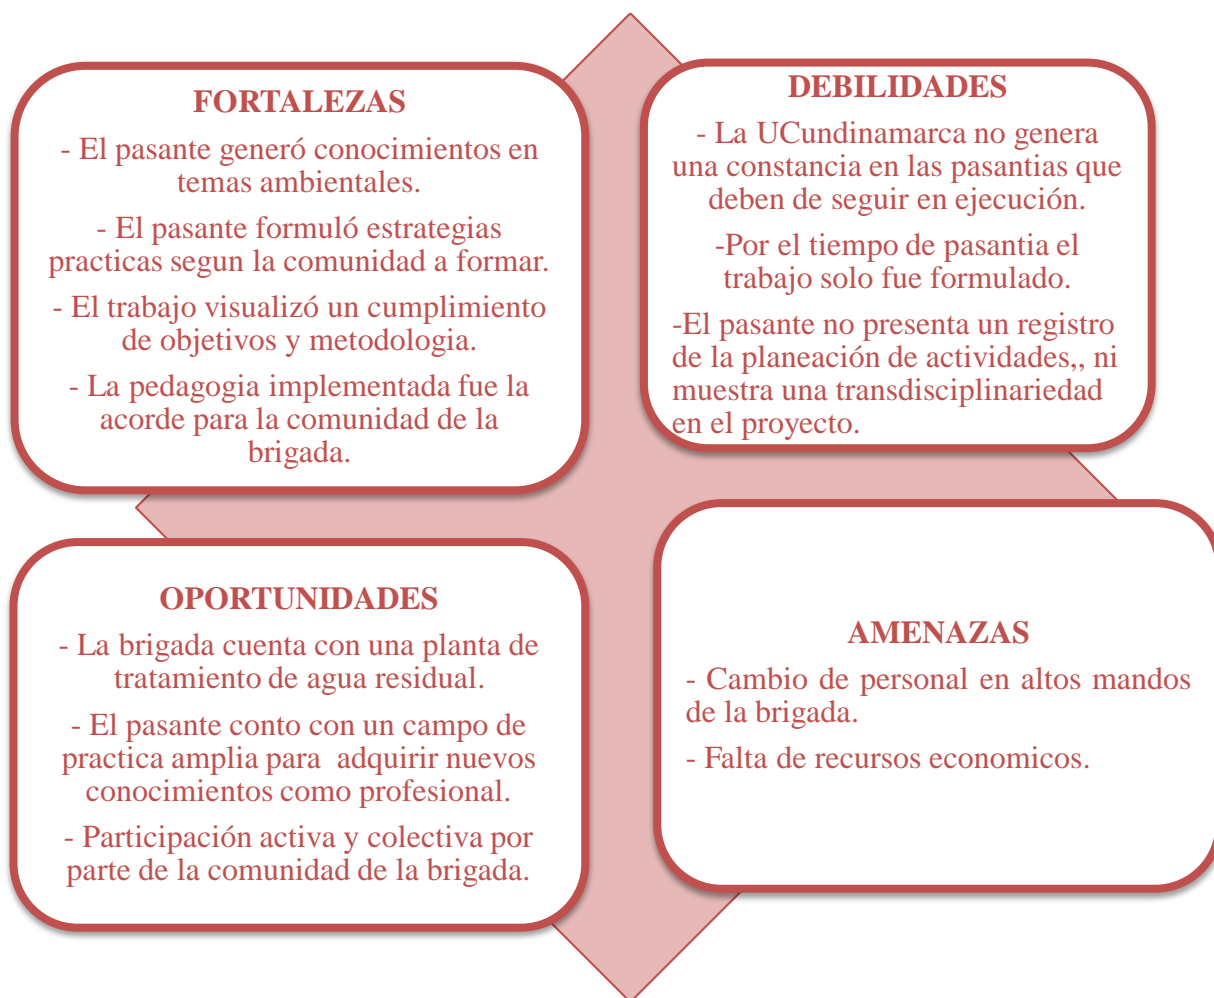 FORTALEZAS
- El pasante generó conocimientos en
temas ambientales.
- El pasante formuló estrategias
practicas segun la comunidad a formar.
- El trabajo visualizó un cumplimiento
de objetivos y metodologia.
- La pedagogia implementada fue la
acorde para la comunidad de la
brigada.
DEBILIDADES
- La UCundinamarca no genera
una constancia en las pasantias que
deben de seguir en ejecución.
-Por el tiempo de pasantia el
trabajo solo fue formulado.
-El pasante no presenta un registro
de la planeación de actividades,, ni
muestra una transdisciplinariedad
en el proyecto.
OPORTUNIDADES
- La brigada cuenta con una planta de
tratamiento de agua residual.
- El pasante conto con un campo de
practica amplia para  adquirir nuevos
conocimientos como profesional.
- Participación activa y colectiva por
parte de la comunidad de la brigada.
AMENAZAS
- Cambio de personal en altos mandos
de la brigada.
- Falta de recursos economicos.